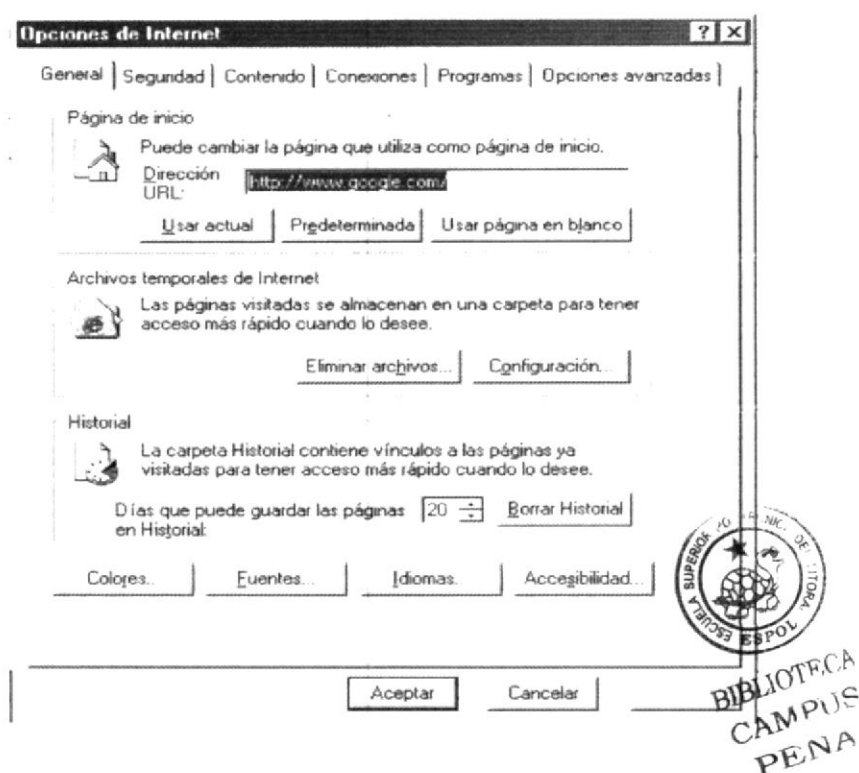 Opciones de Internet ? X
General Seguridad Contenido Conexiones Programas Opciones avanzadas
Página de inicio
Puede cambiar la página que utiliza como página de inicio.
Dirección
URL:
http://www.google.com/
Usar actual Predeterminada Usar página en blanco
Archivos temporales de Internet
Las páginas visitadas se almacenan en una carpeta para tener
acceso más rápido cuando lo desee.
Eliminar archivos... Configuración...
Historial
La carpeta Historial contiene vínculos a las páginas ya
visitadas para tener acceso más rápido cuando lo desee.
Días que puede guardar las páginas
en Historial:
20 Borrar Historial
Colores... Fuentes... Idiomas. Accesibilidad...
Aceptar Cancelar
ESCUELA SUPERIOR
ESPOL
BIBLIOTECA
CAMPUS
PENA